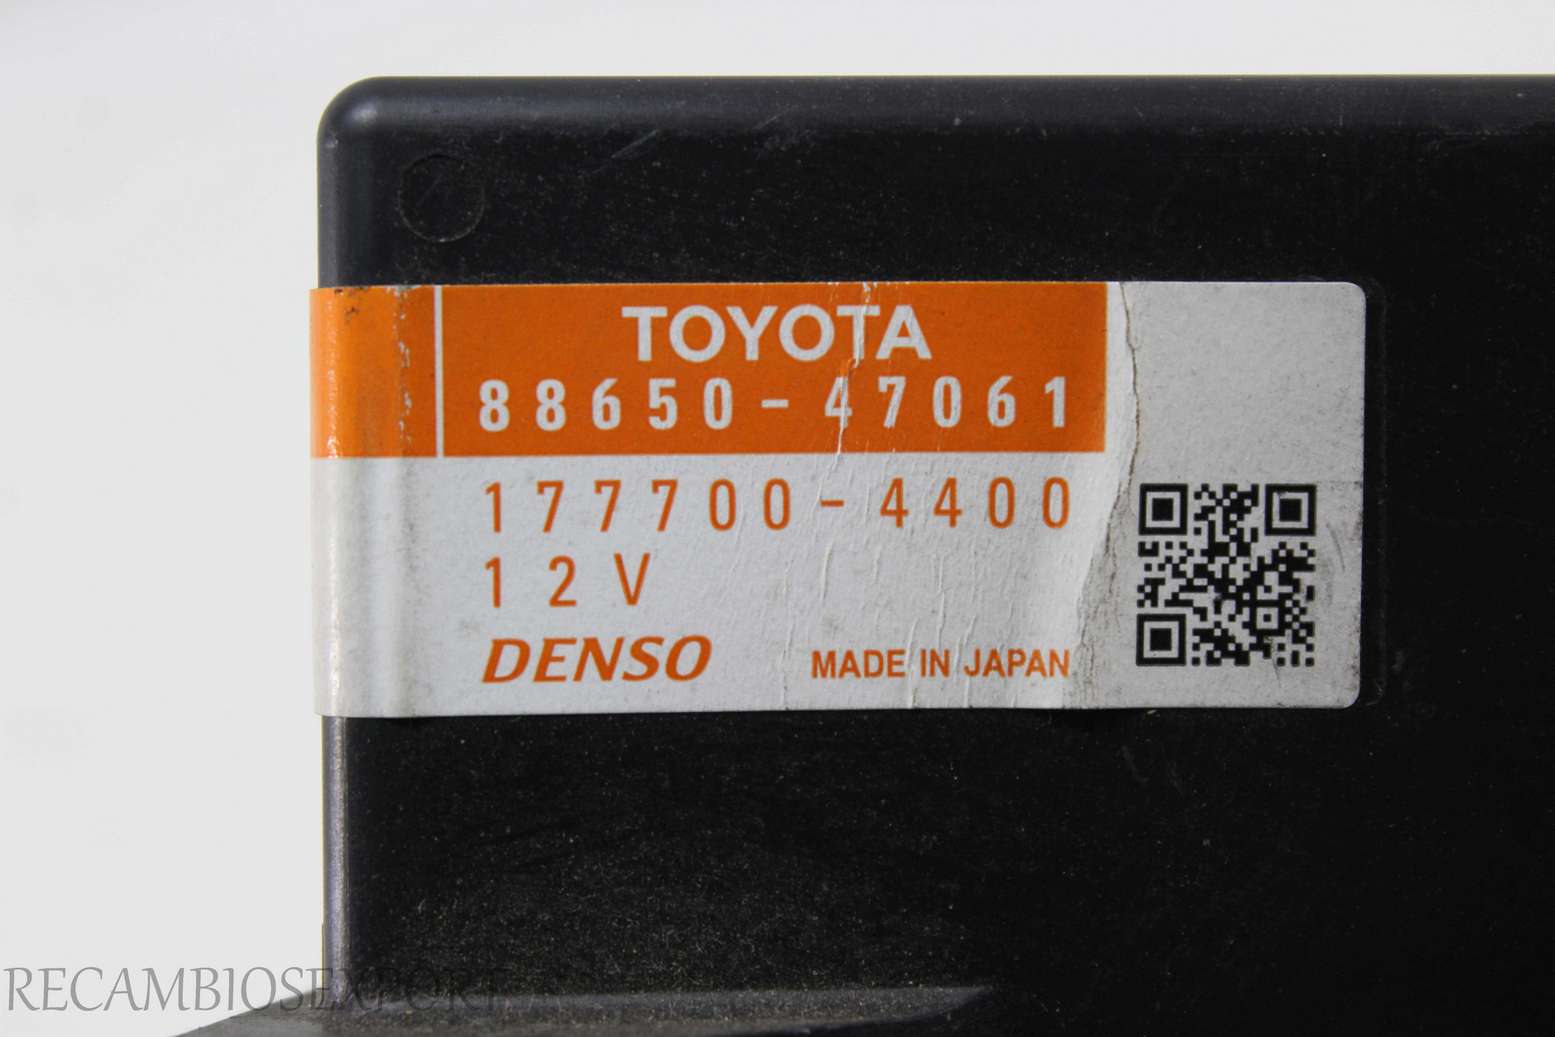 TOYOTA
88650-47061
177700-4400
12V
DENSO MADE IN JAPAN
RECAMBIOSEXPORT